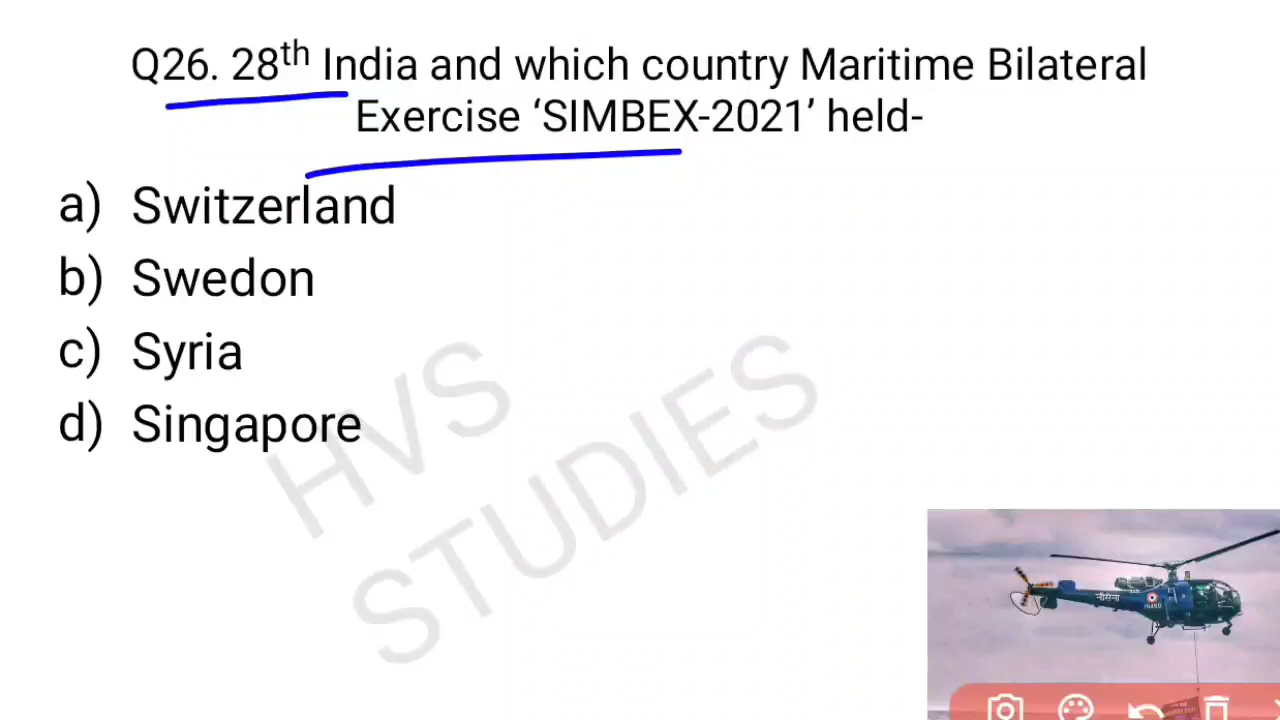 Q26. 28th India and which country Maritime Bilateral
Exercise ‘SIMBEX-2021’ held-
a) Switzerland
b) Swedon
c) Syria
d) Singapore
HVS
STUDIES
नौसेना